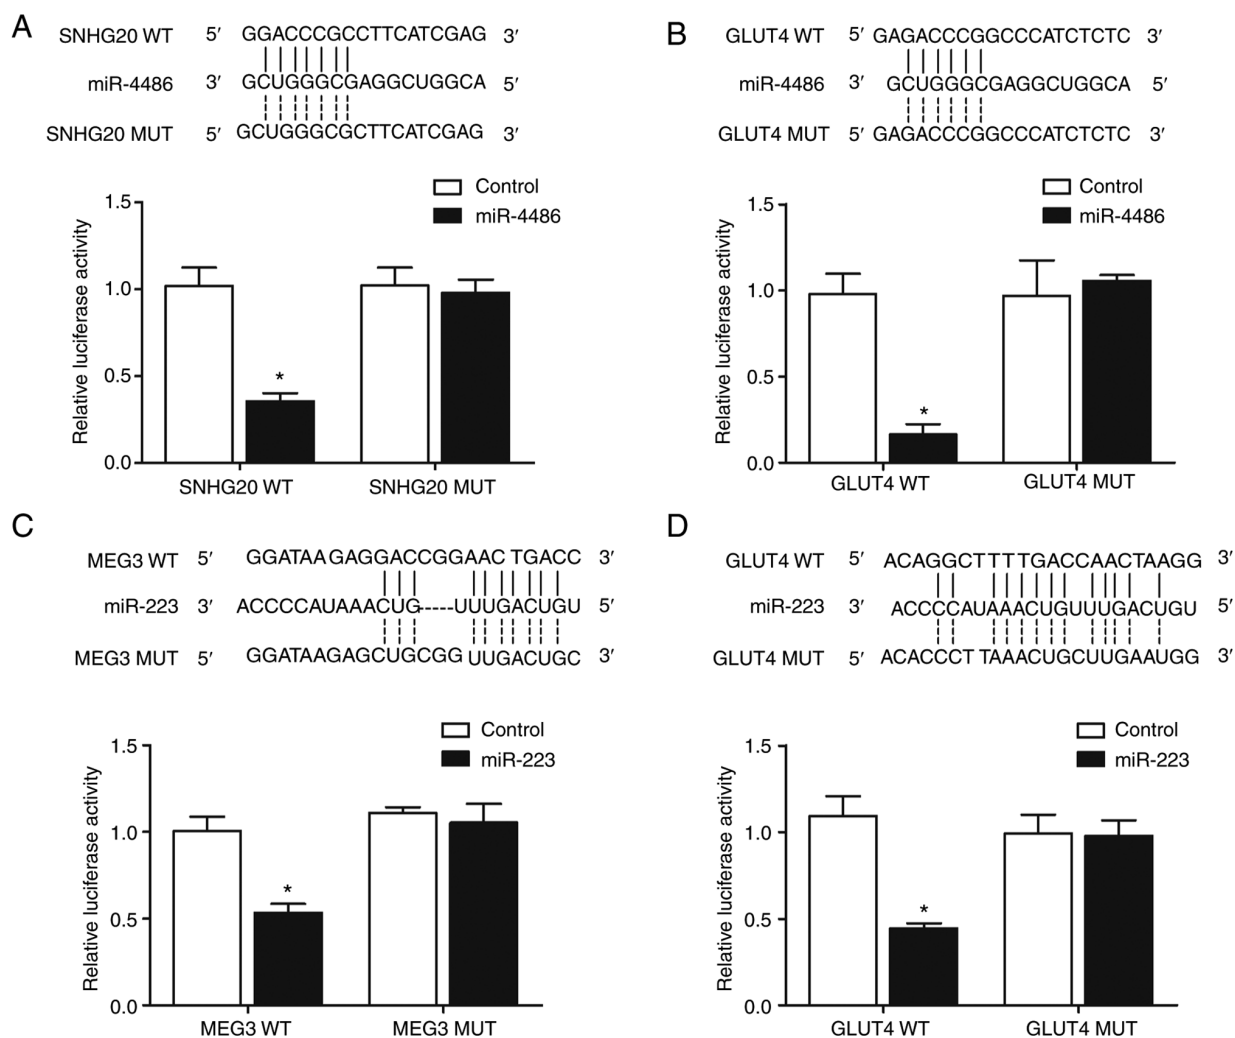 A
SNHG20 WT 5′ GGACCCGCCTTCATCGAG 3′
miR-4486 3′ GCUGGGCGAGGCUGGCA 5′
SNHG20 MUT 5′ GCUGGGCGCTTCATCGAG 3′
Control
miR-4486
Relative luciferase activity
1.5
1.0
0.5
0.0
*
SNHG20 WT SNHG20 MUT
B
GLUT4 WT 5′ GAGACCCGGCCCATCTCTC 3′
miR-4486 3′ GCUGGGCGAGGCUGGCA 5′
GLUT4 MUT 5′ GAGACCCGGCCCATCTCTC 3′
Control
miR-4486
Relative luciferase activity
1.5
1.0
0.5
0.0
*
GLUT4 WT GLUT4 MUT
C
MEG3 WT 5′ GGATAAGAGGACCGGAAC TGACC 3′
miR-223 3′ ACCCCAUAAACUG-----UUUGACUGU 5′
MEG3 MUT 5′ GGATAAGAGCUGCGG UUGACUGC 3′
Control
miR-223
Relative luciferase activity
1.5
1.0
0.5
0.0
*
MEG3 WT MEG3 MUT
D
GLUT4 WT 5′ ACAGGCTTTTGACCAACTAAGG 3′
miR-223 3′ ACCCCAUAAACUGUUUGACUGU 5′
GLUT4 MUT 5′ ACACCCT TAAACUGCUUGAAUGG 3′
Control
miR-223
Relative luciferase activity
1.5
1.0
0.5
0.0
*
GLUT4 WT GLUT4 MUT